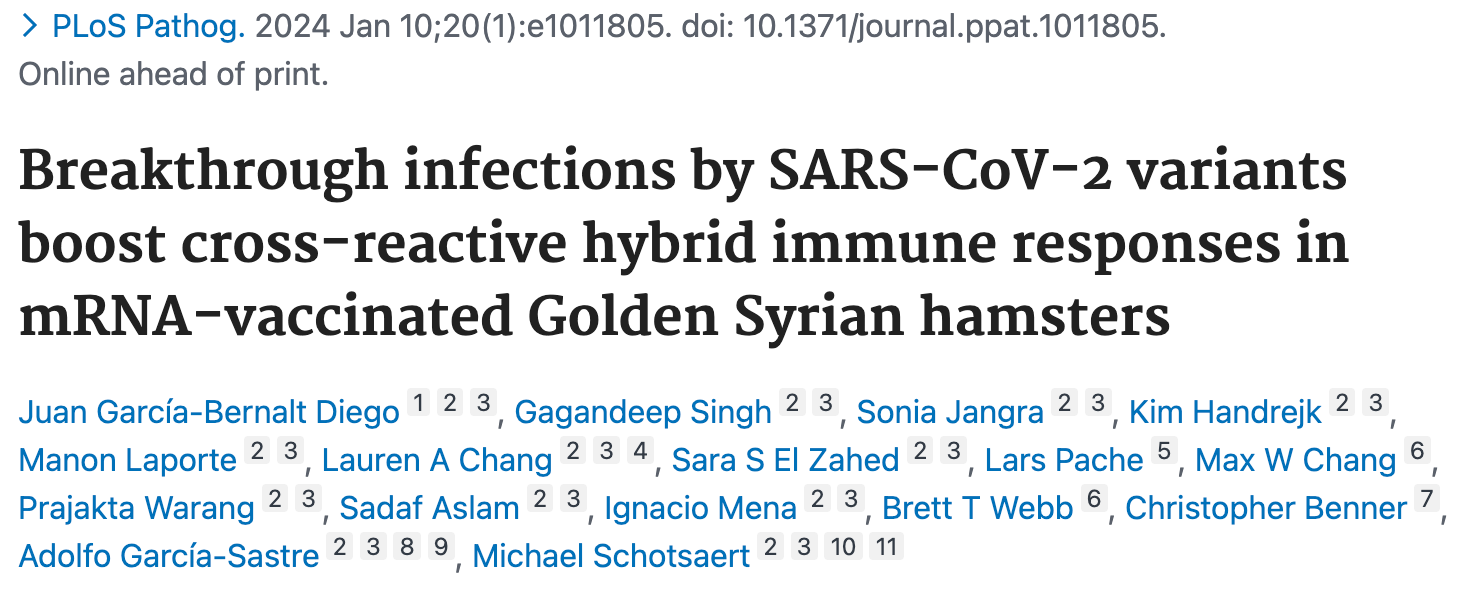 > PLoS Pathog. 2024 Jan 10;20(1):e1011805. doi: 10.1371/journal.ppat.1011805.
Online ahead of print.
Breakthrough infections by SARS-CoV-2 variants
boost cross-reactive hybrid immune responses in
mRNA-vaccinated Golden Syrian hamsters
Juan García-Bernalt Diego 1 2 3, Gagandeep Singh 2 3, Sonia Jangra 2 3, Kim Handrejk 2 3,
Manon Laporte 2 3, Lauren A Chang 2 3 4, Sara S El Zahed 2 3, Lars Pache 5, Max W Chang 6,
Prajakta Warang 2 3, Sadaf Aslam 2 3, Ignacio Mena 2 3, Brett T Webb 6, Christopher Benner 7,
Adolfo García-Sastre 2 3 8 9, Michael Schotsaert 2 3 10 11